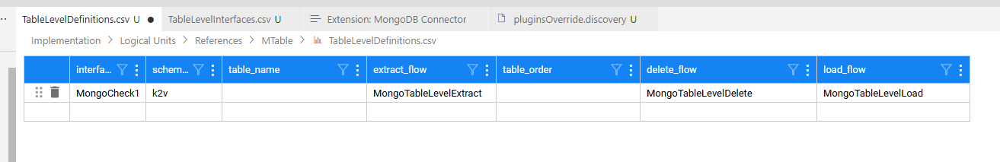 TableLevelDefinitions.csv U ● TableLevelInterfaces.csv U Extension: MongoDB Connector pluginsOverride.discovery U
Implementation > Logical Units > References > MTable > TableLevelDefinitions.csv
interfa... schem... table_name extract_flow table_order delete_flow load_flow
MongoCheck1 k2v MongoTableLevelExtract MongoTableLevelDelete MongoTableLevelLoad